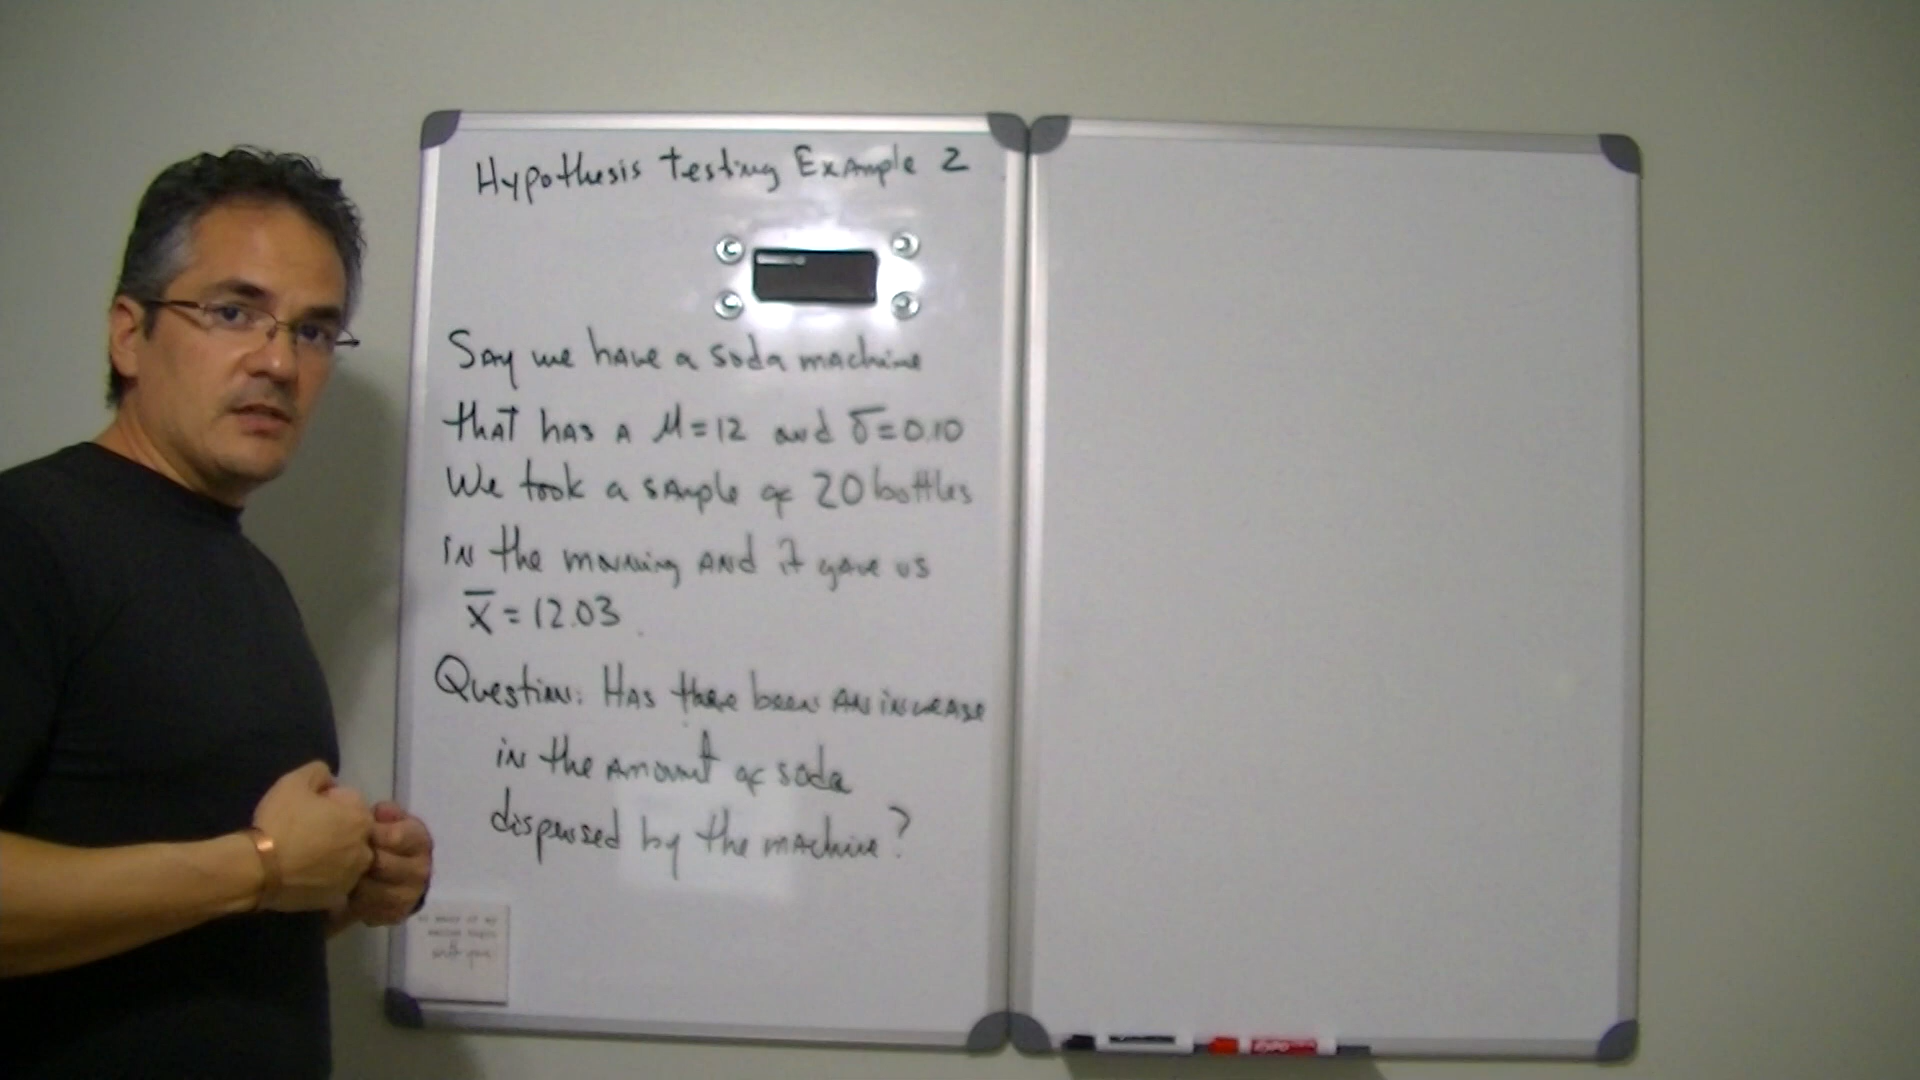 Hypothesis Testing Example 2
Say we have a soda machine
that has a μ=12 and σ=0.10
We took a sample of 20 bottles
in the morning and it gave us
x̄ = 12.03
Question: Has there been an increase
in the amount of soda
dispensed by the machine?
with you